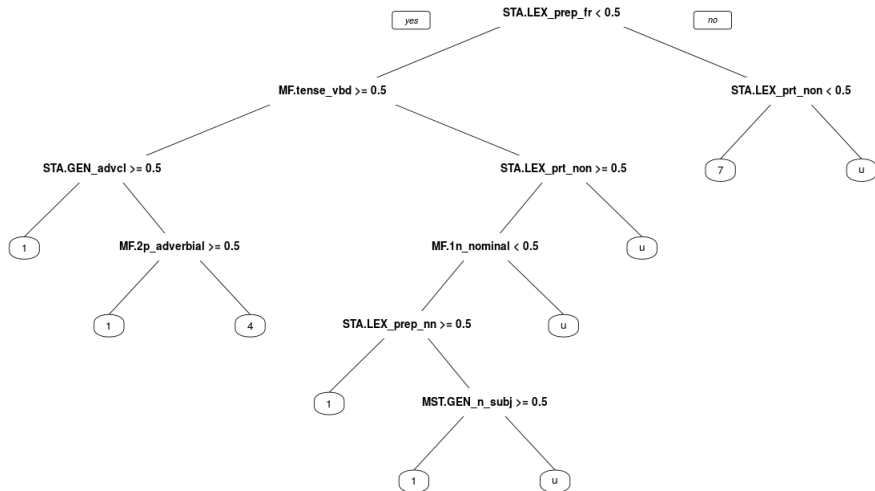 STA.LEX_prep_fr < 0.5
yes
no
MF.tense_vbd >= 0.5
STA.LEX_prt_non < 0.5
STA.GEN_advcl >= 0.5
STA.LEX_prt_non >= 0.5
7
u
1
MF.2p_adverbial >= 0.5
MF.1n_nominal < 0.5
u
1
4
STA.LEX_prep_nn >= 0.5
u
1
MST.GEN_n_subj >= 0.5
1
u